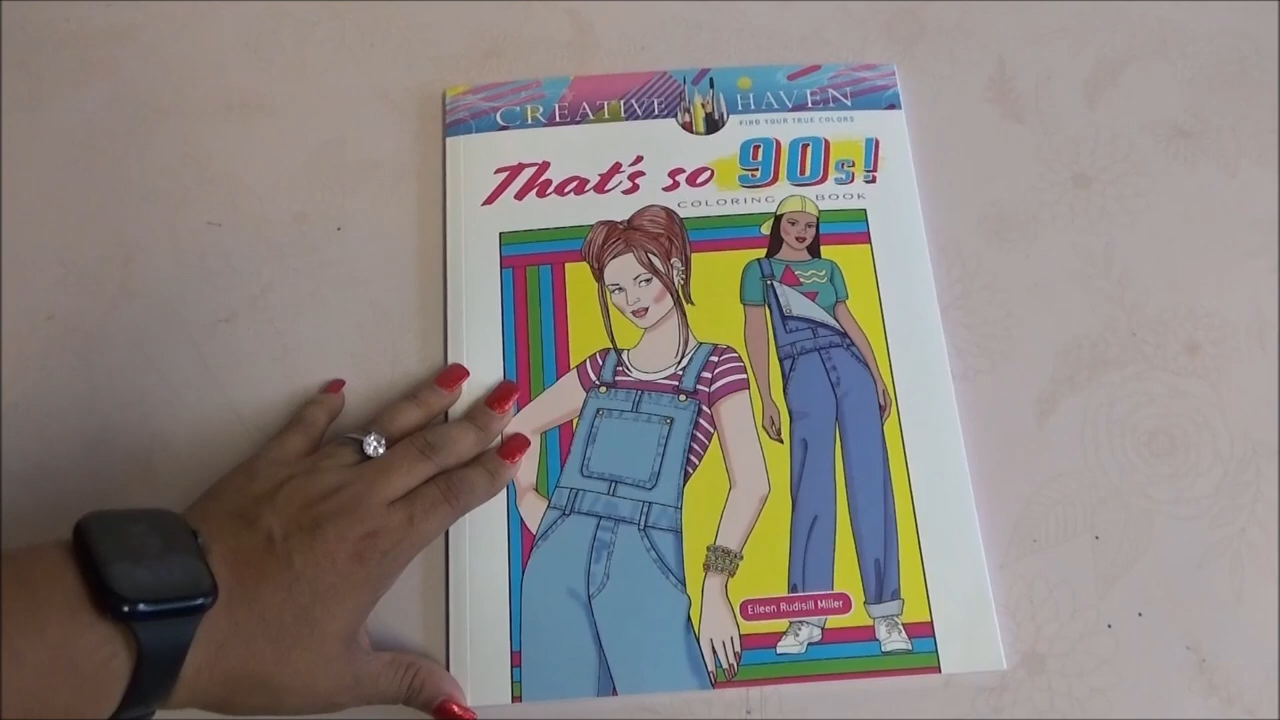 CREATIVE HAVEN
FIND YOUR TRUE COLORS
That's so 90s!
COLORING BOOK
Eileen Rudisill Miller